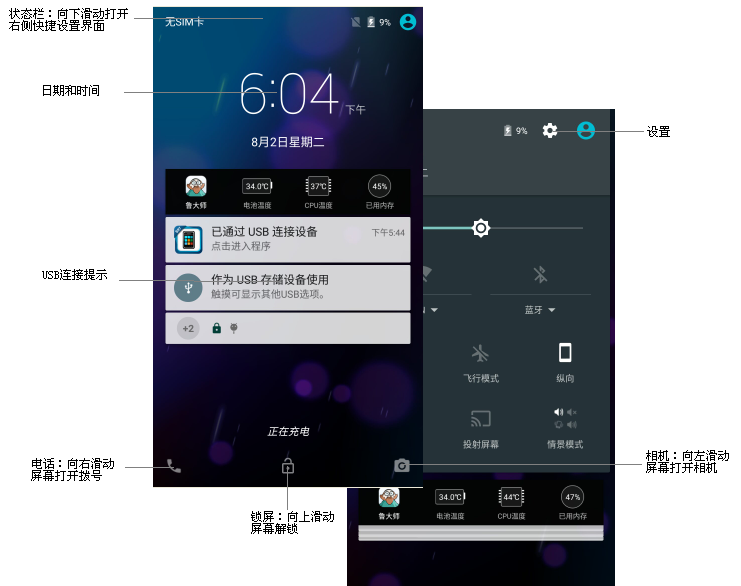 状态栏：向下滑动打开
右侧快捷设置界面
无SIM卡
9%
日期和时间
6:04下午
8月2日星期二
9%
设置
34.0℃
37℃
45%
鲁大师
电池温度
CPU温度
已用内存
已通过 USB 连接设备
下午5:44
点击进入程序
USB连接提示
作为 USB 存储设备使用
触摸可显示其他USB选项。
+2
蓝牙
飞行模式
纵向
投射屏幕
情景模式
正在充电
电话：向右滑动
屏幕打开拨号
相机：向左滑动
屏幕打开相机
锁屏：向上滑动
屏幕解锁
34.0℃
44℃
47%
鲁大师
电池温度
CPU温度
已用内存